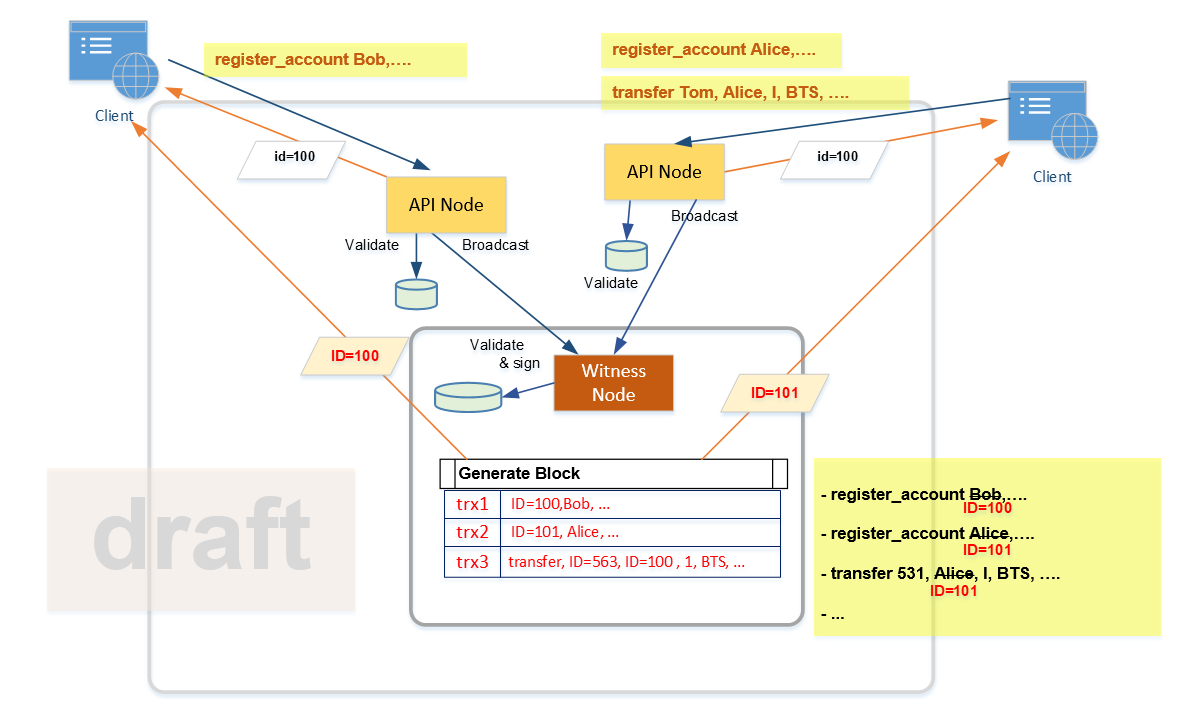 register_account Bob,….
register_account Alice,….
transfer Tom, Alice, I, BTS, ….
Client
id=100
id=100
Client
API Node
API Node
Validate
Broadcast
Broadcast
Validate
Validate
& sign
Witness
Node
ID=100
ID=101
Generate Block
trx1 ID=100,Bob, ...
trx2 ID=101, Alice, ...
trx3 transfer, ID=563, ID=100 , 1, BTS, ...
draft
- register_account Bob,….
ID=100
- register_account Alice,….
ID=101
- transfer 531, Alice, I, BTS, ….
ID=101
- ...